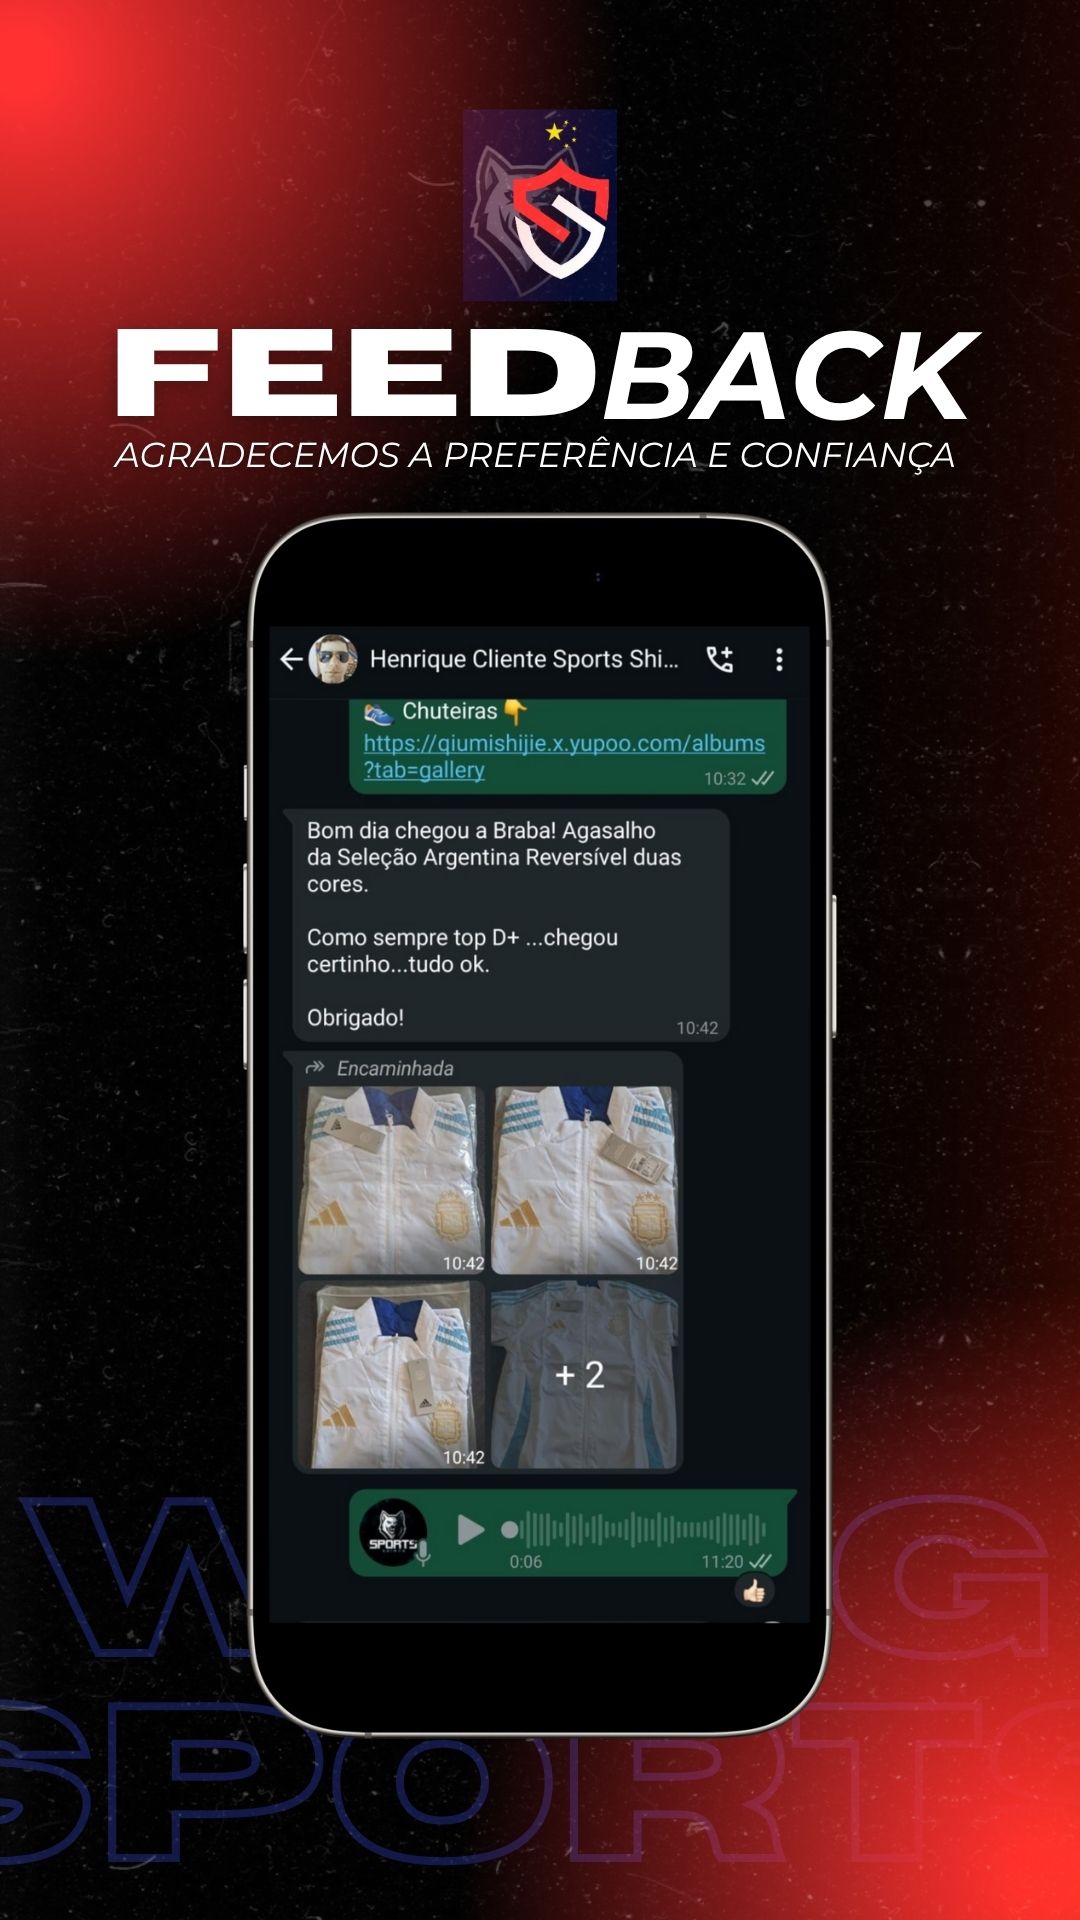 FEEDBACK
AGRADECEMOS A PREFERÊNCIA E CONFIANÇA
Henrique Cliente Sports Shi...
👟 Chuteiras👇
https://qiumishijie.x.yupoo.com/albums
?tab=gallery
10:32
Bom dia chegou a Braba! Agasalho
da Seleção Argentina Reversível duas
cores.
Como sempre top D+ ...chegou
certinho...tudo ok.
Obrigado!
10:42
Encaminhada
10:42
10:42
10:42
+ 2
SPORTS
0:06
11:20
👍🏻
W G
SPORTS